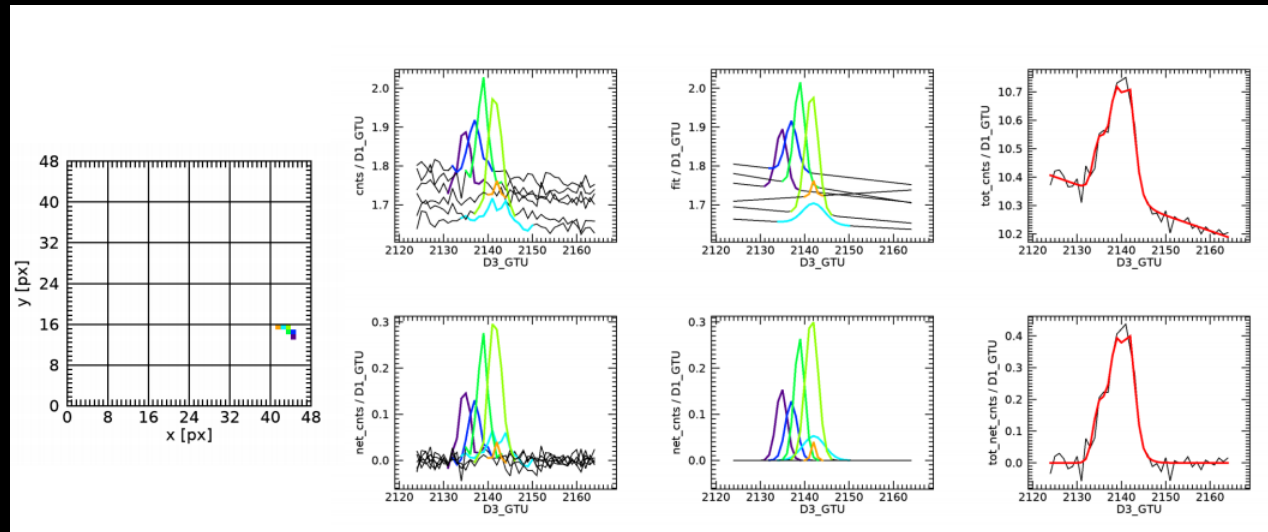 48
40
32
24
16
8
0
0 8 16 24 32 40 48
x [px]
y [px]
2.0
1.9
1.8
1.7
2120 2130 2140 2150 2160
D3_GTU
cnts / D1_GTU
2.0
1.9
1.8
1.7
2120 2130 2140 2150 2160
D3_GTU
fit / D1_GTU
10.7
10.6
10.5
10.4
10.3
10.2
2120 2130 2140 2150 2160
D3_GTU
tot_cnts / D1_GTU
0.3
0.2
0.1
0.0
2120 2130 2140 2150 2160
D3_GTU
net_cnts / D1_GTU
0.3
0.2
0.1
0.0
2120 2130 2140 2150 2160
D3_GTU
net_cnts / D1_GTU
0.4
0.3
0.2
0.1
0.0
2120 2130 2140 2150 2160
D3_GTU
tot_net_cnts / D1_GTU